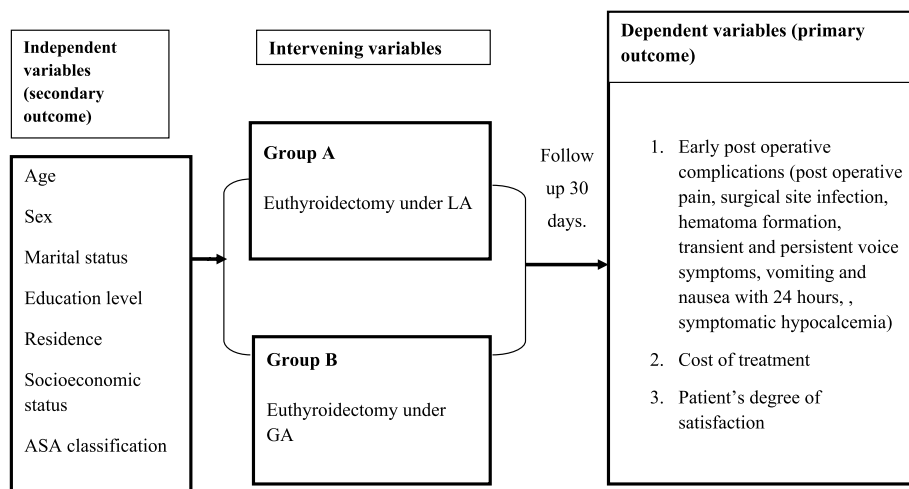 Independent
variables
(secondary
outcome)
Age
Sex
Marital status
Education level
Residence
Socioeconomic
status
ASA classification
Intervening variables
Group A
Euthyroidectomy under LA
Group B
Euthyroidectomy under
GA
Follow
up 30
days.
Dependent variables (primary
outcome)
1. Early post operative
complications (post operative
pain, surgical site infection,
hematoma formation,
transient and persistent voice
symptoms, vomiting and
nausea with 24 hours, ,
symptomatic hypocalcemia)
2. Cost of treatment
3. Patient’s degree of
satisfaction